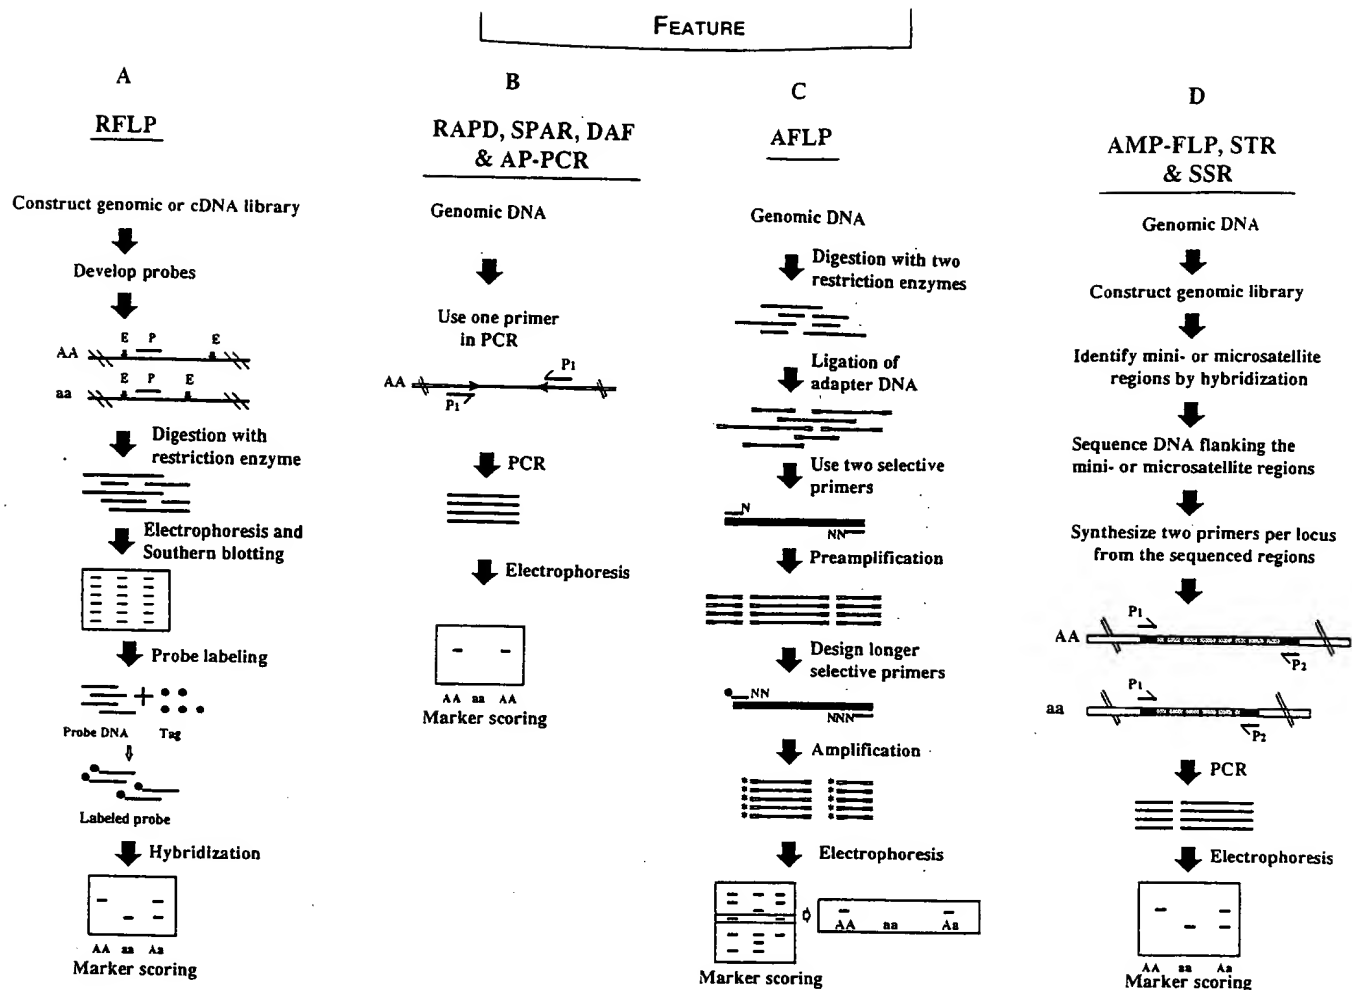 FEATURE
A
RFLP
Construct genomic or cDNA library
Develop probes
E P E
AA
E P E
aa
Digestion with
restriction enzyme
Electrophoresis and
Southern blotting
Probe labeling
Probe DNA Tag
Labeled probe
Hybridization
AA aa Aa
Marker scoring
B
RAPD, SPAR, DAF
& AP-PCR
Genomic DNA
Use one primer
in PCR
P1
AA
P1
PCR
Electrophoresis
AA aa AA
Marker scoring
C
AFLP
Genomic DNA
Digestion with two
restriction enzymes
Ligation of
adapter DNA
Use two selective
primers
N
NN
Preamplification
Design longer
selective primers
NN
NNN
Amplification
Electrophoresis
AA aa Aa
Marker scoring
D
AMP-FLP, STR
& SSR
Genomic DNA
Construct genomic library
Identify mini- or microsatellite
regions by hybridization
Sequence DNA flanking the
mini- or microsatellite regions
Synthesize two primers per locus
from the sequenced regions
P1
AA
P2
P1
aa
P2
PCR
Electrophoresis
AA aa Aa
Marker scoring